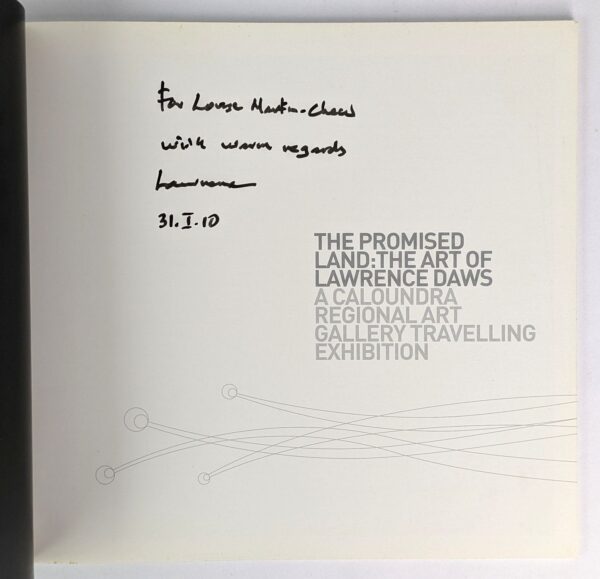 For Louise Martin-Chew
with warm regards
Lawrence
31.I.10
THE PROMISED
LAND:THE ART OF
LAWRENCE DAWS
A CALOUNDRA
REGIONAL ART
GALLERY TRAVELLING
EXHIBITION